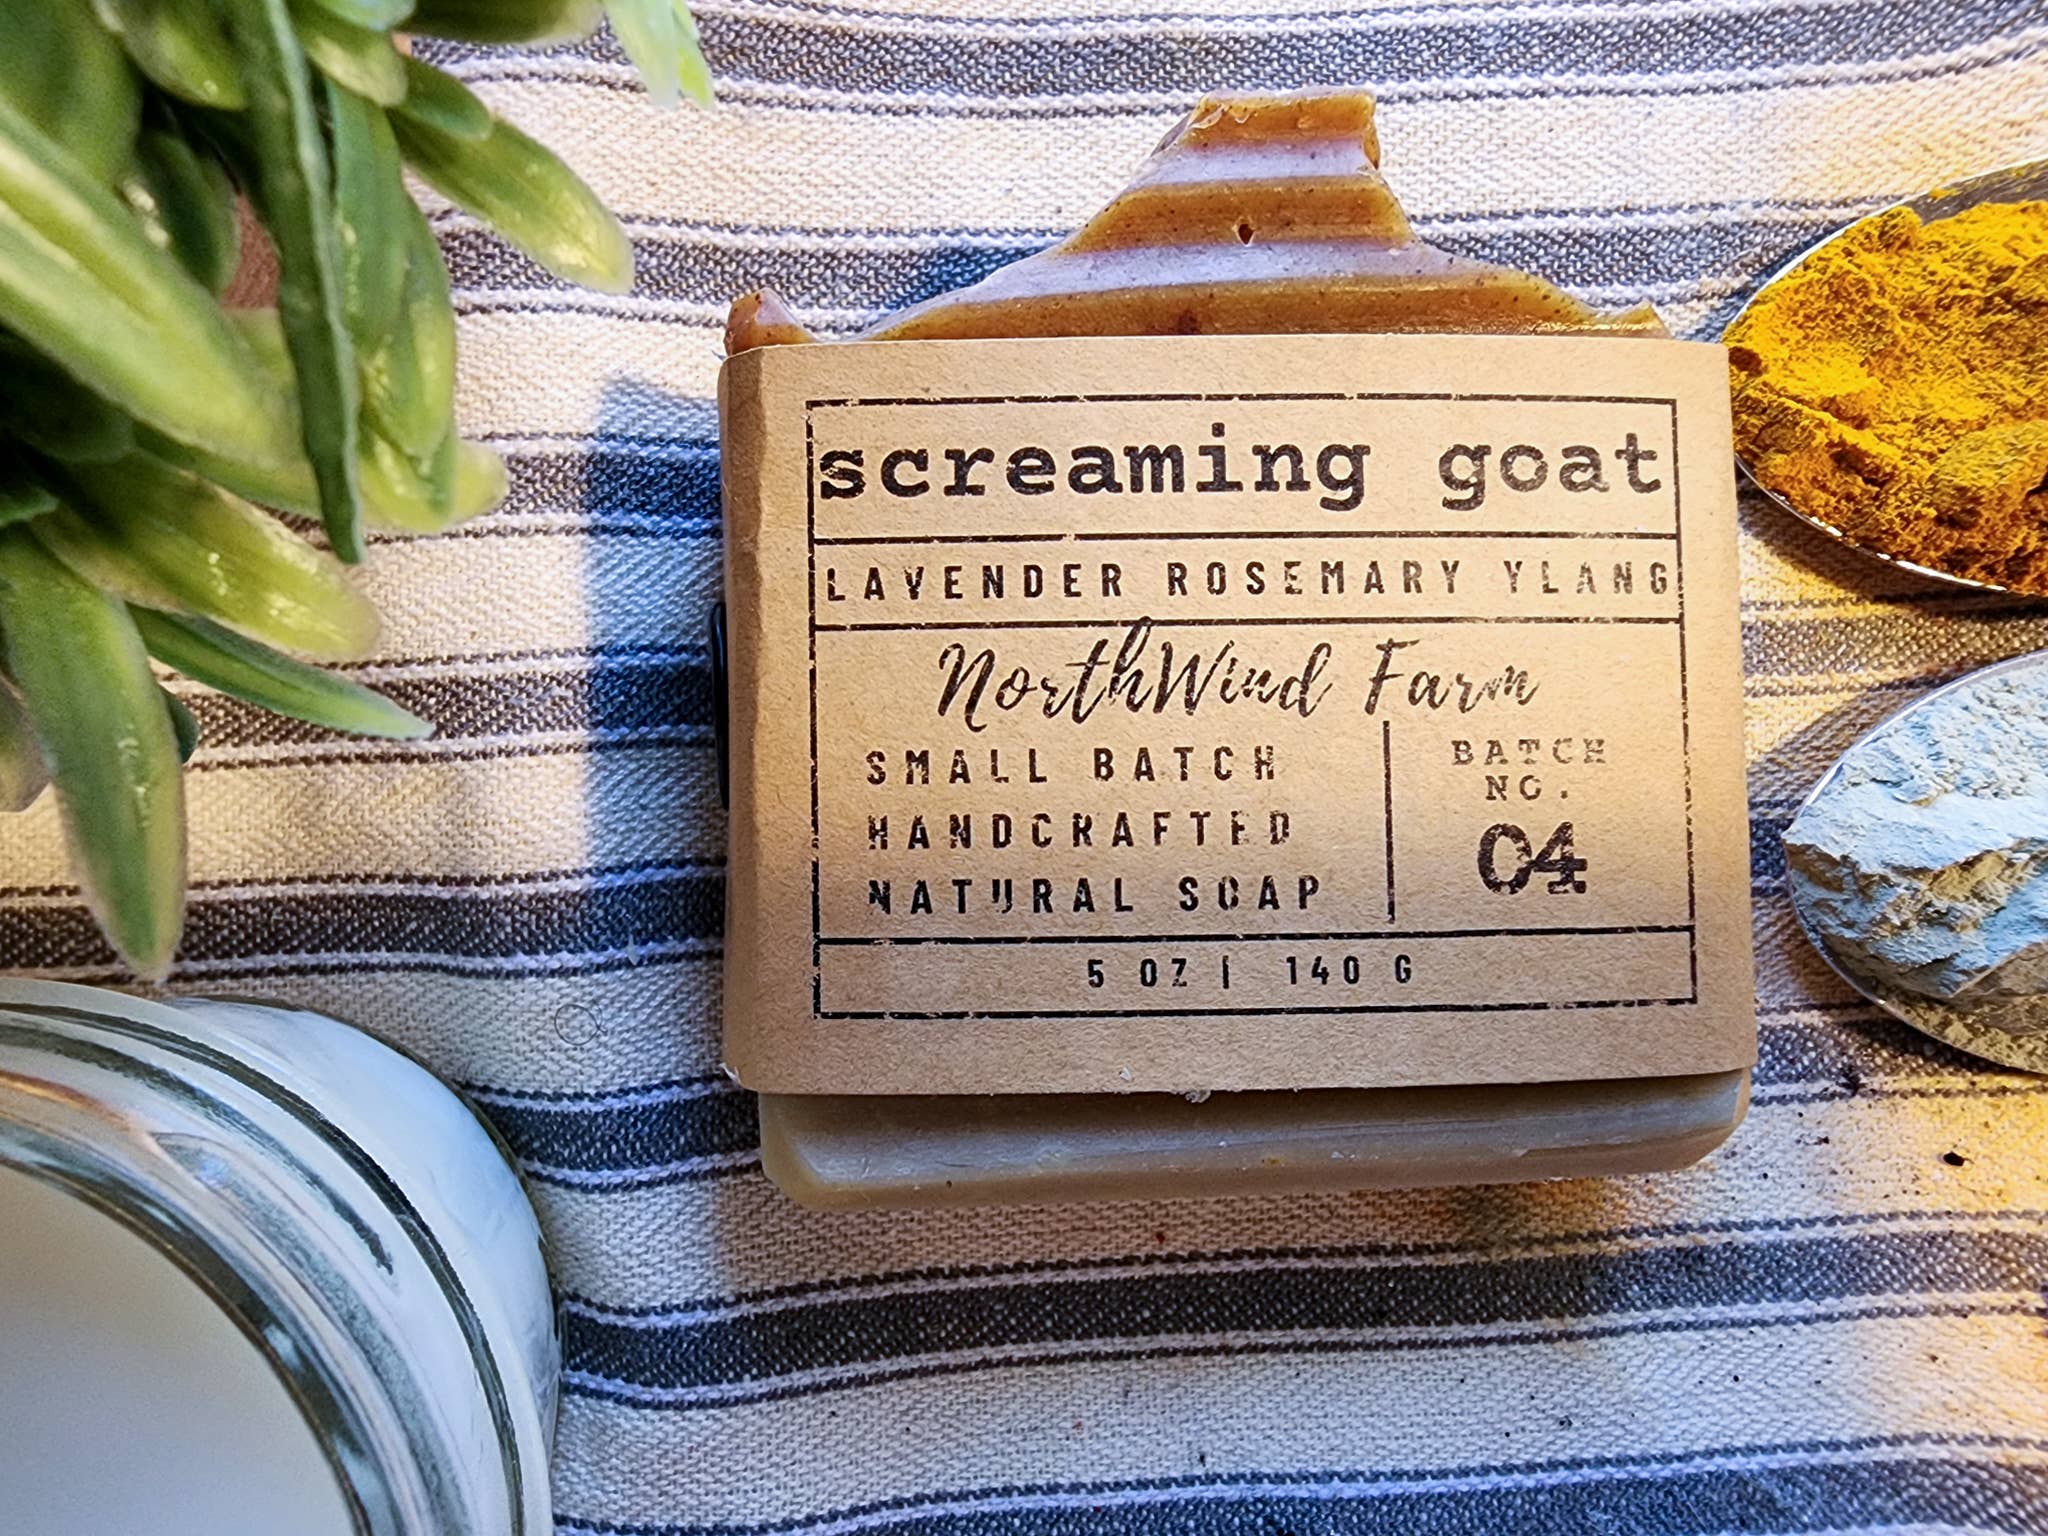 screaming goat
LAVENDER ROSEMARY YLANG
NorthWind Farm
SMALL BATCH
HANDCRAFTED
NATURAL SOAP
BATCH
NO.
04
5 OZ | 140 G